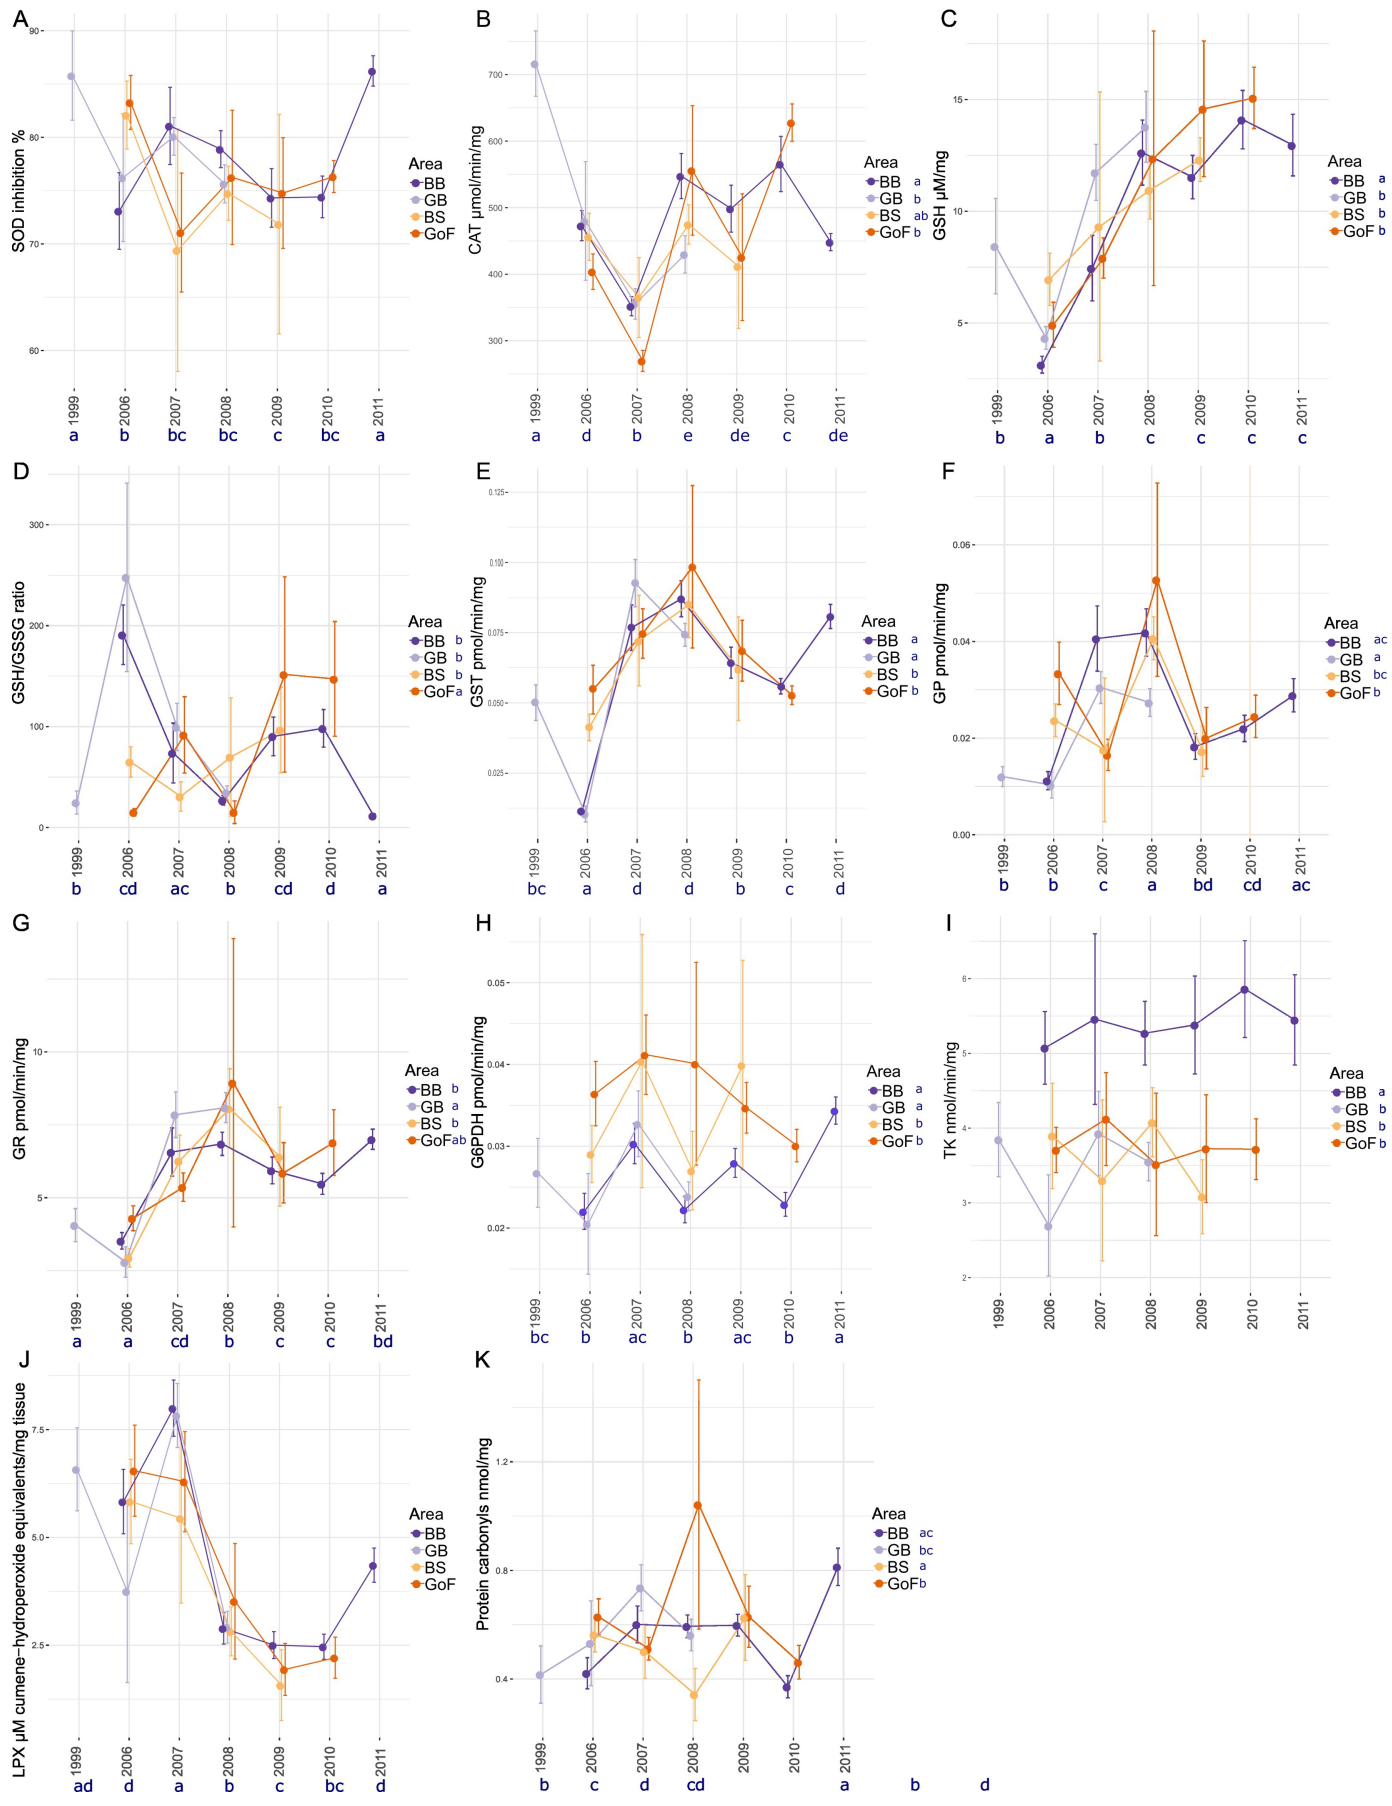 A
SOD inhibition %
90
80
70
60
1999
2006
2007
2008
2009
2010
2011
a b bc bc c bc a
Area
BB
GB
BS
GoF
B
CAT µmol/min/mg
700
600
500
400
300
1999
2006
2007
2008
2009
2010
2011
a d b e de c de
Area
BB a
GB b
BS ab
GoF b
C
GSH µM/mg
15
10
5
1999
2006
2007
2008
2009
2010
2011
b a b c c c c
Area
BB a
GB b
BS b
GoF b
D
GSH/GSSG ratio
300
200
100
0
1999
2006
2007
2008
2009
2010
2011
b cd ac b cd d a
Area
BB b
GB b
BS b
GoF a
E
GST pmol/min/mg
0.125
0.100
0.075
0.050
0.025
1999
2006
2007
2008
2009
2010
2011
bc a d d b c d
Area
BB a
GB a
BS a
GoF b
F
GP pmol/min/mg
0.06
0.04
0.02
0.00
1999
2006
2007
2008
2009
2010
2011
b b c a bd cd ac
Area
BB ac
GB a
BS bc
GoF b
G
GR pmol/min/mg
10
5
1999
2006
2007
2008
2009
2010
2011
a a cd b c c bd
Area
BB b
GB a
BS b
GoF ab
H
G6PDH pmol/min/mg
0.05
0.04
0.03
0.02
1999
2006
2007
2008
2009
2010
2011
bc b ac b ac b a
Area
BB a
GB a
BS b
GoF b
I
TK nmol/min/mg
6
5
4
3
2
1999
2006
2007
2008
2009
2010
2011
Area
BB a
GB b
BS b
GoF b
J
LPX µM cumene−hydroperoxide equivalents/mg tissue
7.5
5.0
2.5
1999
2006
2007
2008
2009
2010
2011
ad d a b c bc d
Area
BB
GB
BS
GoF
K
Protein carbonyls nmol/mg
1.2
0.8
0.4
1999
2006
2007
2008
2009
2010
2011
b c d cd a b d
Area
BB ac
GB bc
BS a
GoF b